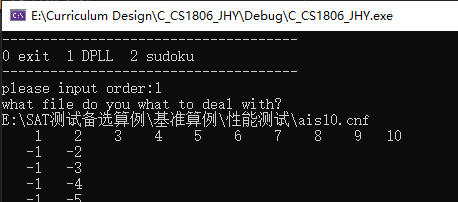 E:\Curriculum Design\C_CS1806_JHY\Debug\C_CS1806_JHY.exe
--------------------------------------
0 exit 1 DPLL 2 sudoku
--------------------------------------
please input order:1
what file do you what to deal with?
E:\SAT测试备选算例\基准算例\性能测试\ais10.cnf
1 2 3 4 5 6 7 8 9 10
-1 -2
-1 -3
-1 -4
-1 -5